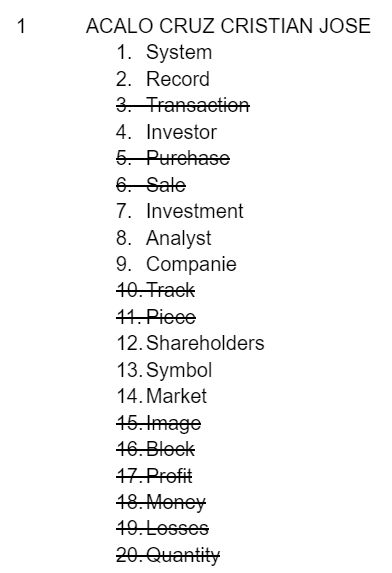 1 ACALO CRUZ CRISTIAN JOSE
1. System
2. Record
3. Transaction
4. Investor
5. Purchase
6. Sale
7. Investment
8. Analyst
9. Companie
10. Track
11. Piece
12. Shareholders
13. Symbol
14. Market
15. Image
16. Block
17. Profit
18. Money
19. Losses
20. Quantity